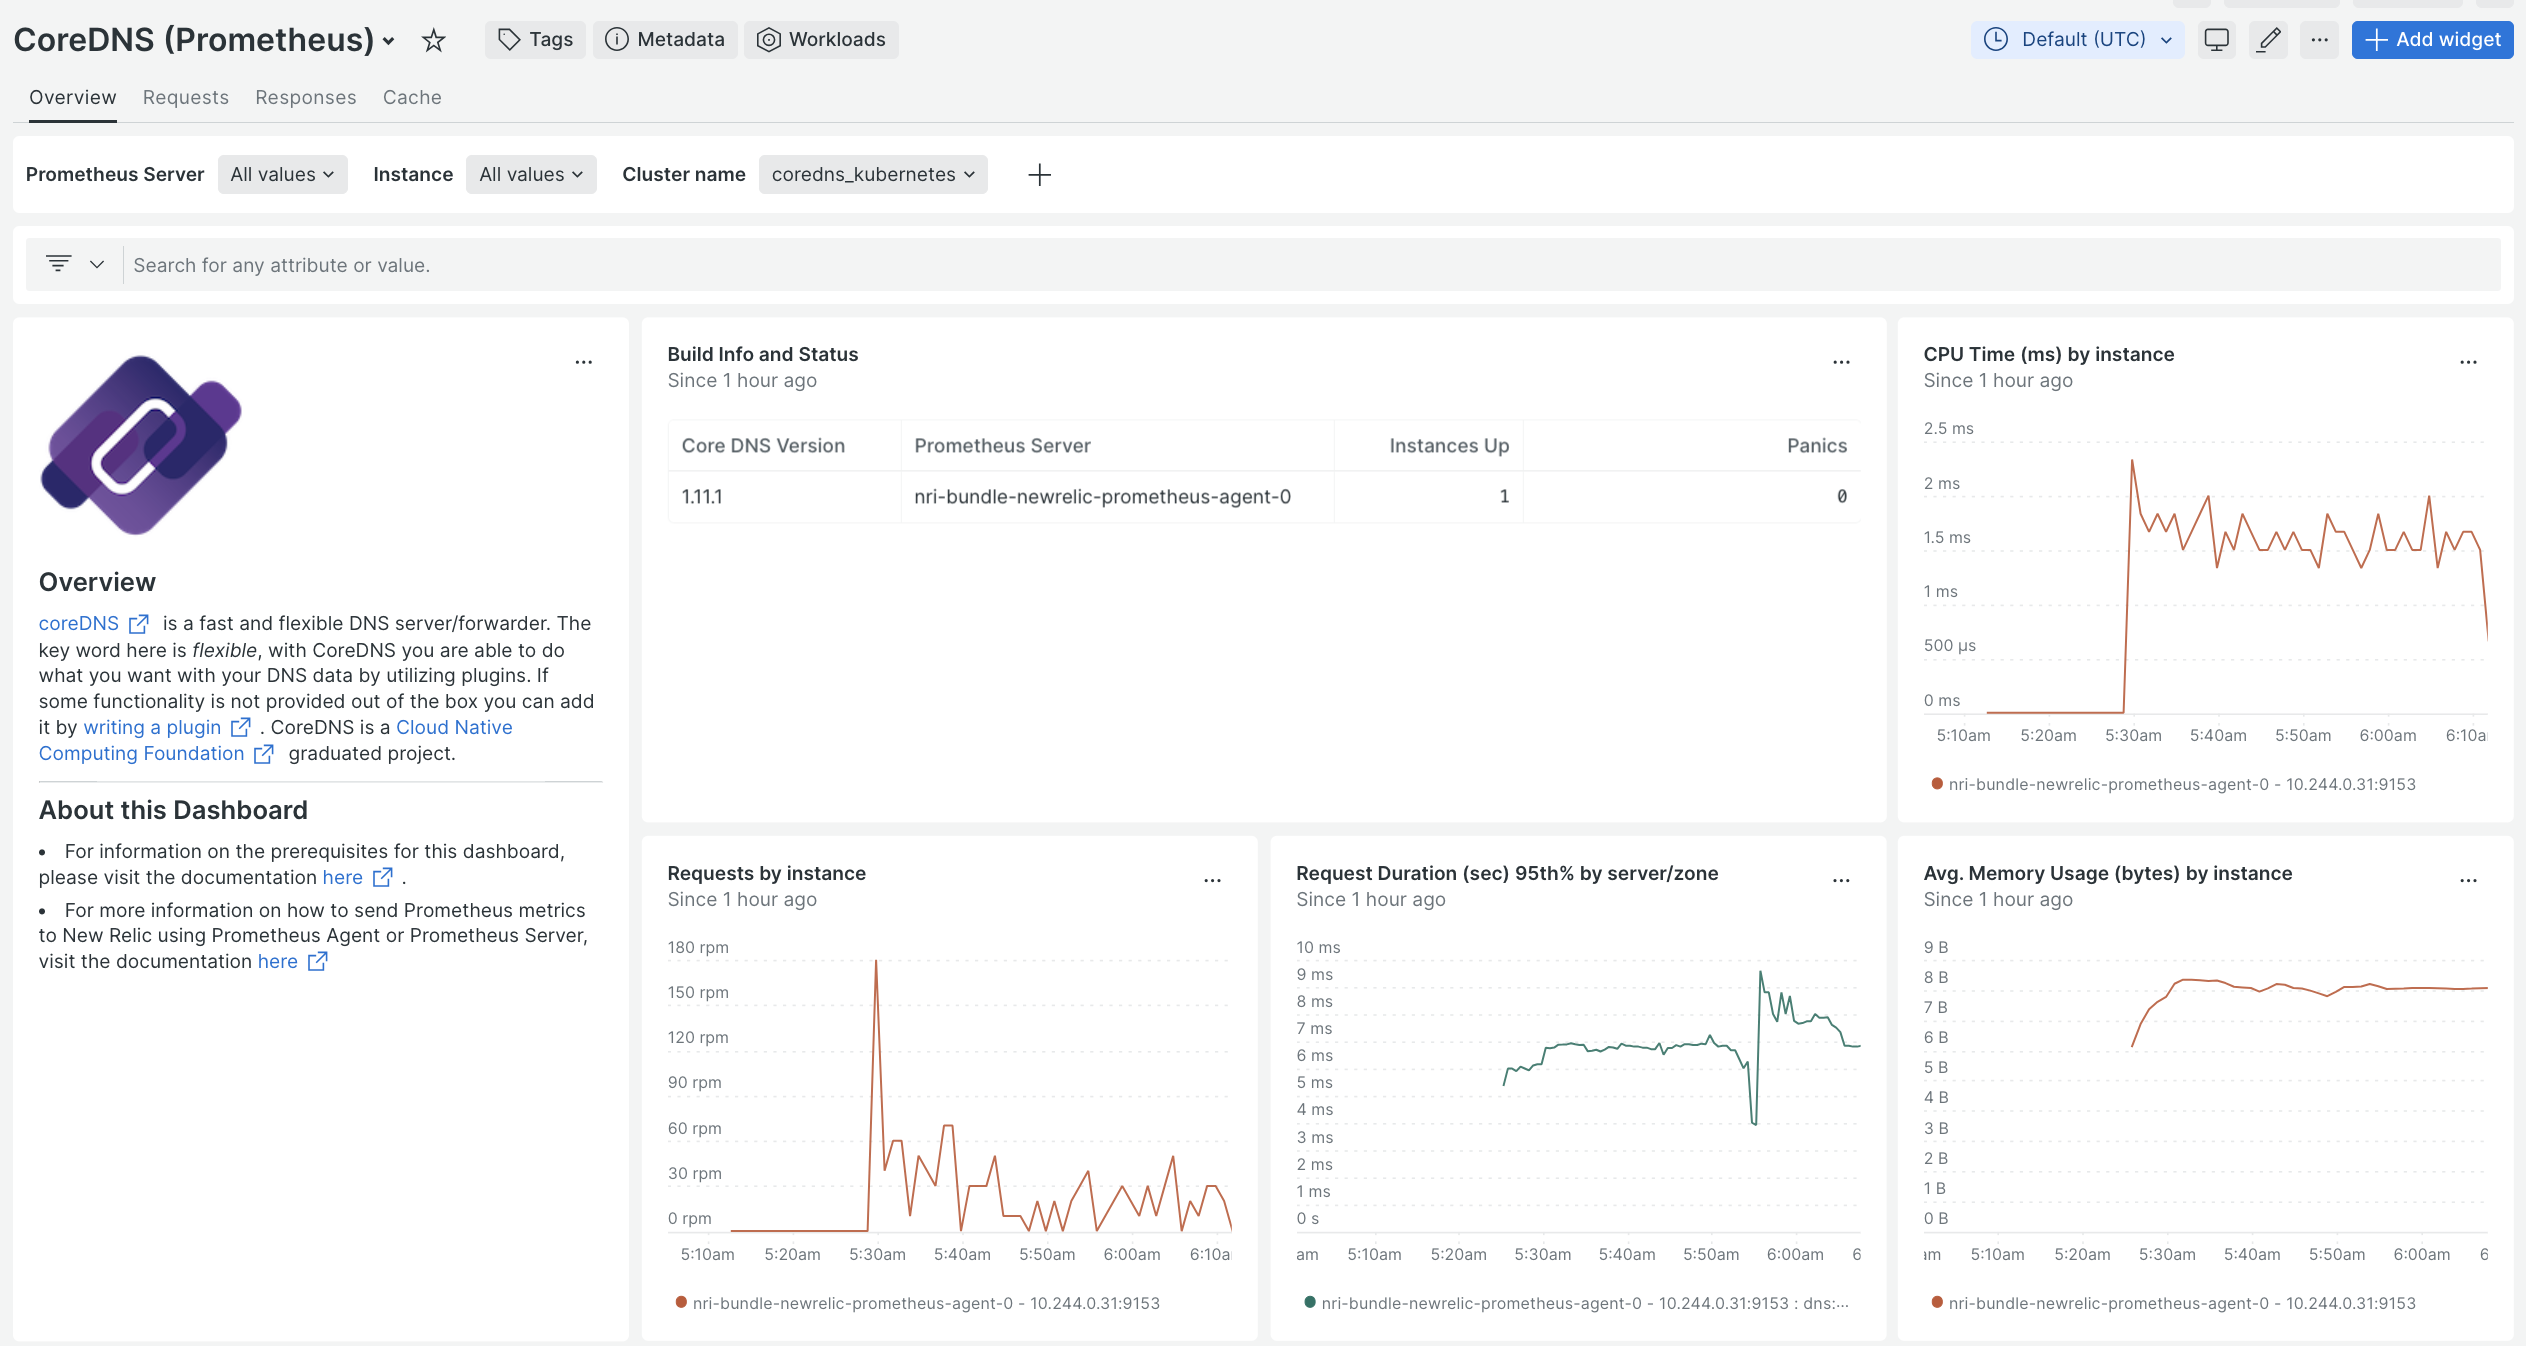 CoreDNS (Prometheus)
Tags
Metadata
Workloads
Default (UTC)
...
Add widget
Overview
Requests
Responses
Cache
Prometheus Server
All values
Instance
All values
Cluster name
coredns_kubernetes
Search for any attribute or value.
Overview
coreDNS is a fast and flexible DNS server/forwarder. The
key word here is flexible, with CoreDNS you are able to do
what you want with your DNS data by utilizing plugins. If
some functionality is not provided out of the box you can add
it by writing a plugin . CoreDNS is a Cloud Native
Computing Foundation graduated project.
About this Dashboard
• For information on the prerequisites for this dashboard,
please visit the documentation here .
• For more information on how to send Prometheus metrics
to New Relic using Prometheus Agent or Prometheus Server,
visit the documentation here
Build Info and Status
Since 1 hour ago
Core DNS Version Prometheus Server Instances Up Panics
1.11.1 nri-bundle-newrelic-prometheus-agent-0 1 0
CPU Time (ms) by instance
Since 1 hour ago
2.5 ms
2 ms
1.5 ms
1 ms
500 µs
0 ms
5:10am 5:20am 5:30am 5:40am 5:50am 6:00am 6:10a
nri-bundle-newrelic-prometheus-agent-0 - 10.244.0.31:9153
Requests by instance
Since 1 hour ago
180 rpm
150 rpm
120 rpm
90 rpm
60 rpm
30 rpm
0 rpm
5:10am 5:20am 5:30am 5:40am 5:50am 6:00am 6:10a
nri-bundle-newrelic-prometheus-agent-0 - 10.244.0.31:9153
Request Duration (sec) 95th% by server/zone
Since 1 hour ago
10 ms
9 ms
8 ms
7 ms
6 ms
5 ms
4 ms
3 ms
2 ms
1 ms
0 s
am 5:10am 5:20am 5:30am 5:40am 5:50am 6:00am 6
nri-bundle-newrelic-prometheus-agent-0 - 10.244.0.31:9153 : dns:...
Avg. Memory Usage (bytes) by instance
Since 1 hour ago
9 B
8 B
7 B
6 B
5 B
4 B
3 B
2 B
1 B
0 B
am 5:10am 5:20am 5:30am 5:40am 5:50am 6:00am 6
nri-bundle-newrelic-prometheus-agent-0 - 10.244.0.31:9153